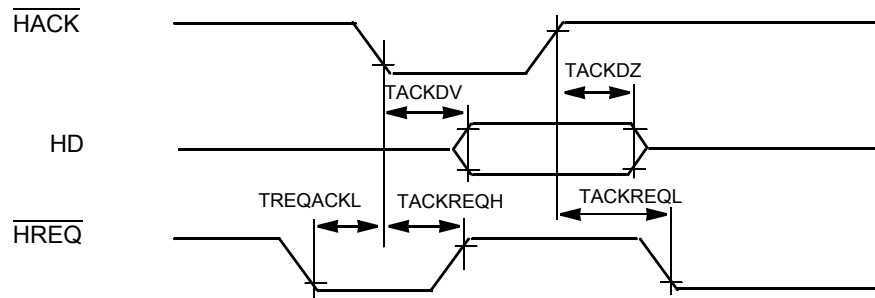 HACK
TACKDZ
TACKDV
HD
TREQACKL TACKREQH TACKREQL
HREQ